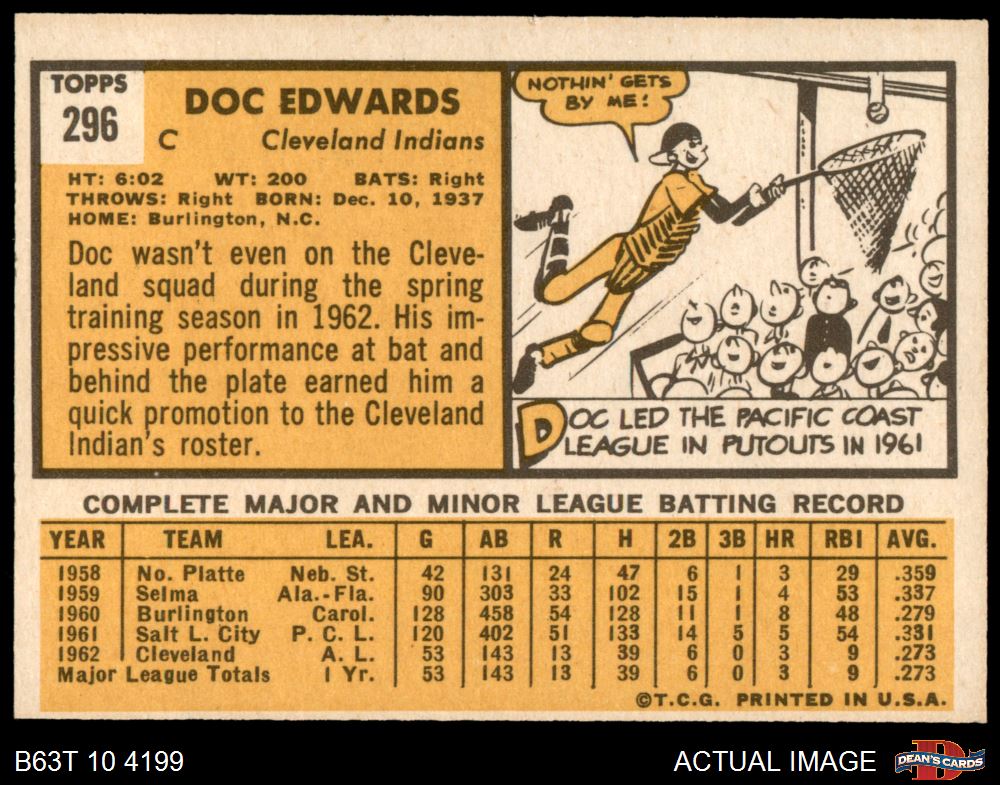 TOPPS
296
DOC EDWARDS
C Cleveland Indians
HT: 6:02 WT: 200 BATS: Right
THROWS: Right BORN: Dec. 10, 1937
HOME: Burlington, N.C.
Doc wasn't even on the Cleve-
land squad during the spring
training season in 1962. His im-
pressive performance at bat and
behind the plate earned him a
quick promotion to the Cleveland
Indian's roster.
NOTHIN' GETS
BY ME!
DOC LED THE PACIFIC COAST
LEAGUE IN PUTOUTS IN 1961
COMPLETE MAJOR AND MINOR LEAGUE BATTING RECORD
YEAR TEAM LEA. G AB R H 2B 3B HR RBI AVG.
1958 No. Platte Neb. St. 42 131 24 47 6 1 3 29 .359
1959 Selma Ala.-Fla. 90 303 33 102 15 1 4 53 .337
1960 Burlington Carol. 128 458 54 128 11 1 8 48 .279
1961 Salt L. City P. C. L. 120 402 51 133 14 5 5 54 .331
1962 Cleveland A. L. 53 143 13 39 6 0 3 9 .273
Major League Totals 1 Yr. 53 143 13 39 6 0 3 9 .273
©T.C.G. PRINTED IN U.S.A.
B63T 10 4199
ACTUAL IMAGE
DEAN'S CARDS